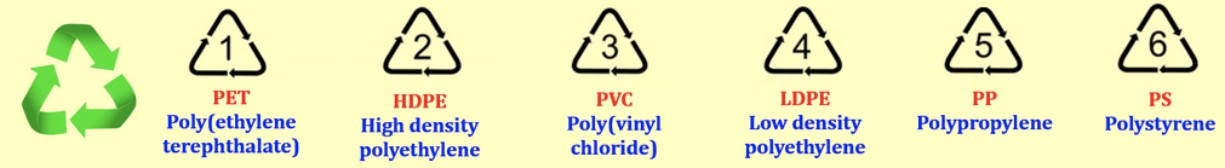 1
2
3
4
5
6
PET
HDPE
PVC
LDPE
PP
PS
Poly(ethylene
terephthalate)
High density
polyethylene
Poly(vinyl
chloride)
Low density
polyethylene
Polypropylene
Polystyrene